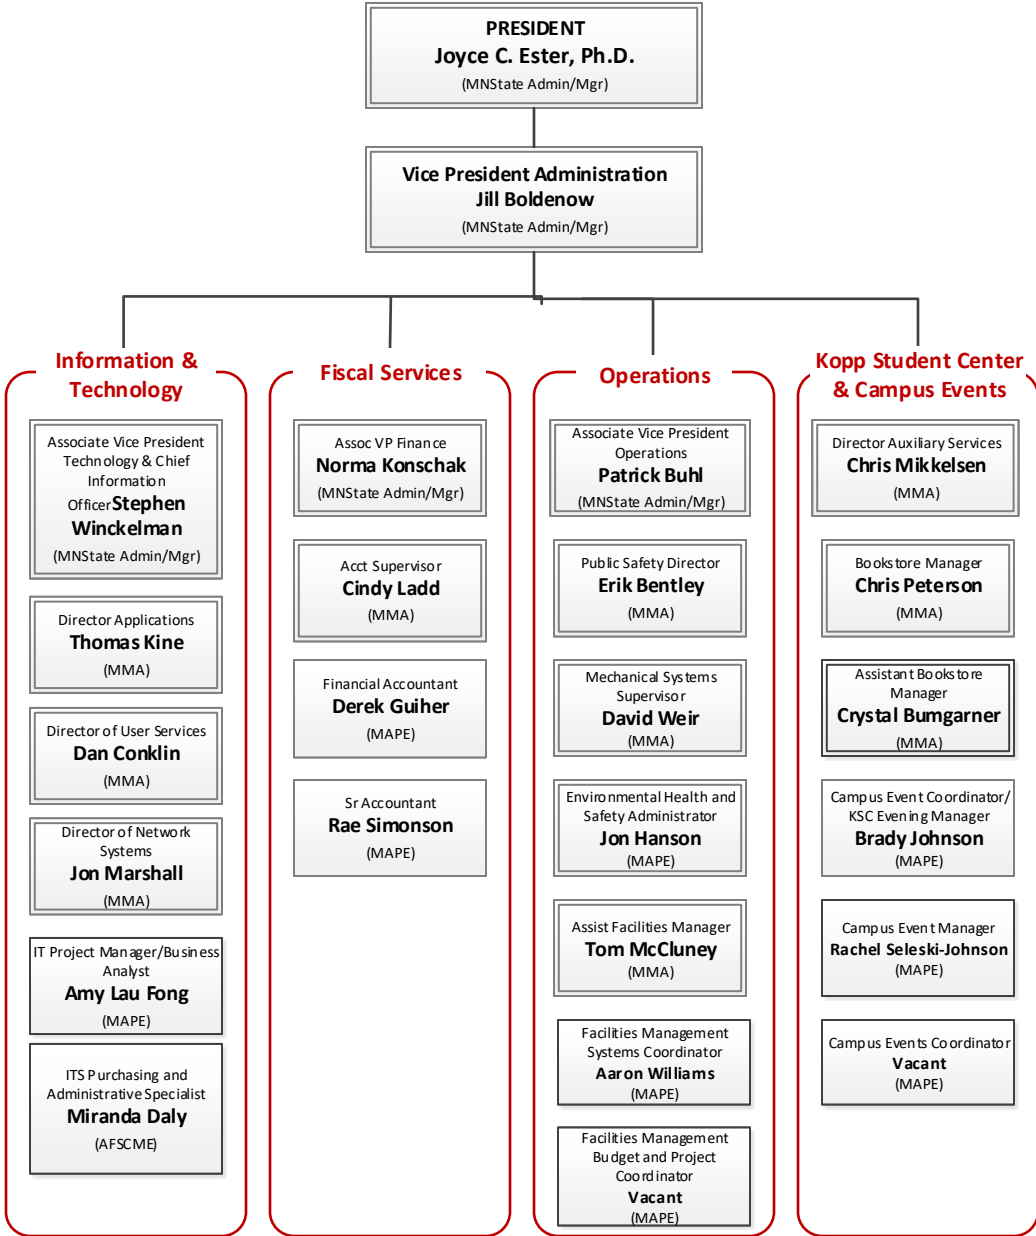 PRESIDENT
Joyce C. Ester, Ph.D.
(MNState Admin/Mgr)
Vice President Administration
Jill Boldenow
(MNState Admin/Mgr)
Information &
Technology
Associate Vice President
Technology & Chief
Information
Officer Stephen
Winckelman
(MNState Admin/Mgr)
Director Applications
Thomas Kine
(MMA)
Director of User Services
Dan Conklin
(MMA)
Director of Network
Systems
Jon Marshall
(MMA)
IT Project Manager/Business
Analyst
Amy Lau Fong
(MAPE)
ITS Purchasing and
Administrative Specialist
Miranda Daly
(AFSCME)
Fiscal Services
Assoc VP Finance
Norma Konschak
(MNState Admin/Mgr)
Acct Supervisor
Cindy Ladd
(MMA)
Financial Accountant
Derek Guiher
(MAPE)
Sr Accountant
Rae Simonson
(MAPE)
Operations
Associate Vice President
Operations
Patrick Buhl
(MNState Admin/Mgr)
Public Safety Director
Erik Bentley
(MMA)
Mechanical Systems
Supervisor
David Weir
(MMA)
Environmental Health and
Safety Administrator
Jon Hanson
(MAPE)
Assist Facilities Manager
Tom McCluney
(MMA)
Facilities Management
Systems Coordinator
Aaron Williams
(MAPE)
Facilities Management
Budget and Project
Coordinator
Vacant
(MAPE)
Kopp Student Center
& Campus Events
Director Auxiliary Services
Chris Mikkelsen
(MMA)
Bookstore Manager
Chris Peterson
(MMA)
Assistant Bookstore
Manager
Crystal Bumgarner
(MMA)
Campus Event Coordinator/
KSC Evening Manager
Brady Johnson
(MAPE)
Campus Event Manager
Rachel Seleski-Johnson
(MAPE)
Campus Events Coordinator
Vacant
(MAPE)